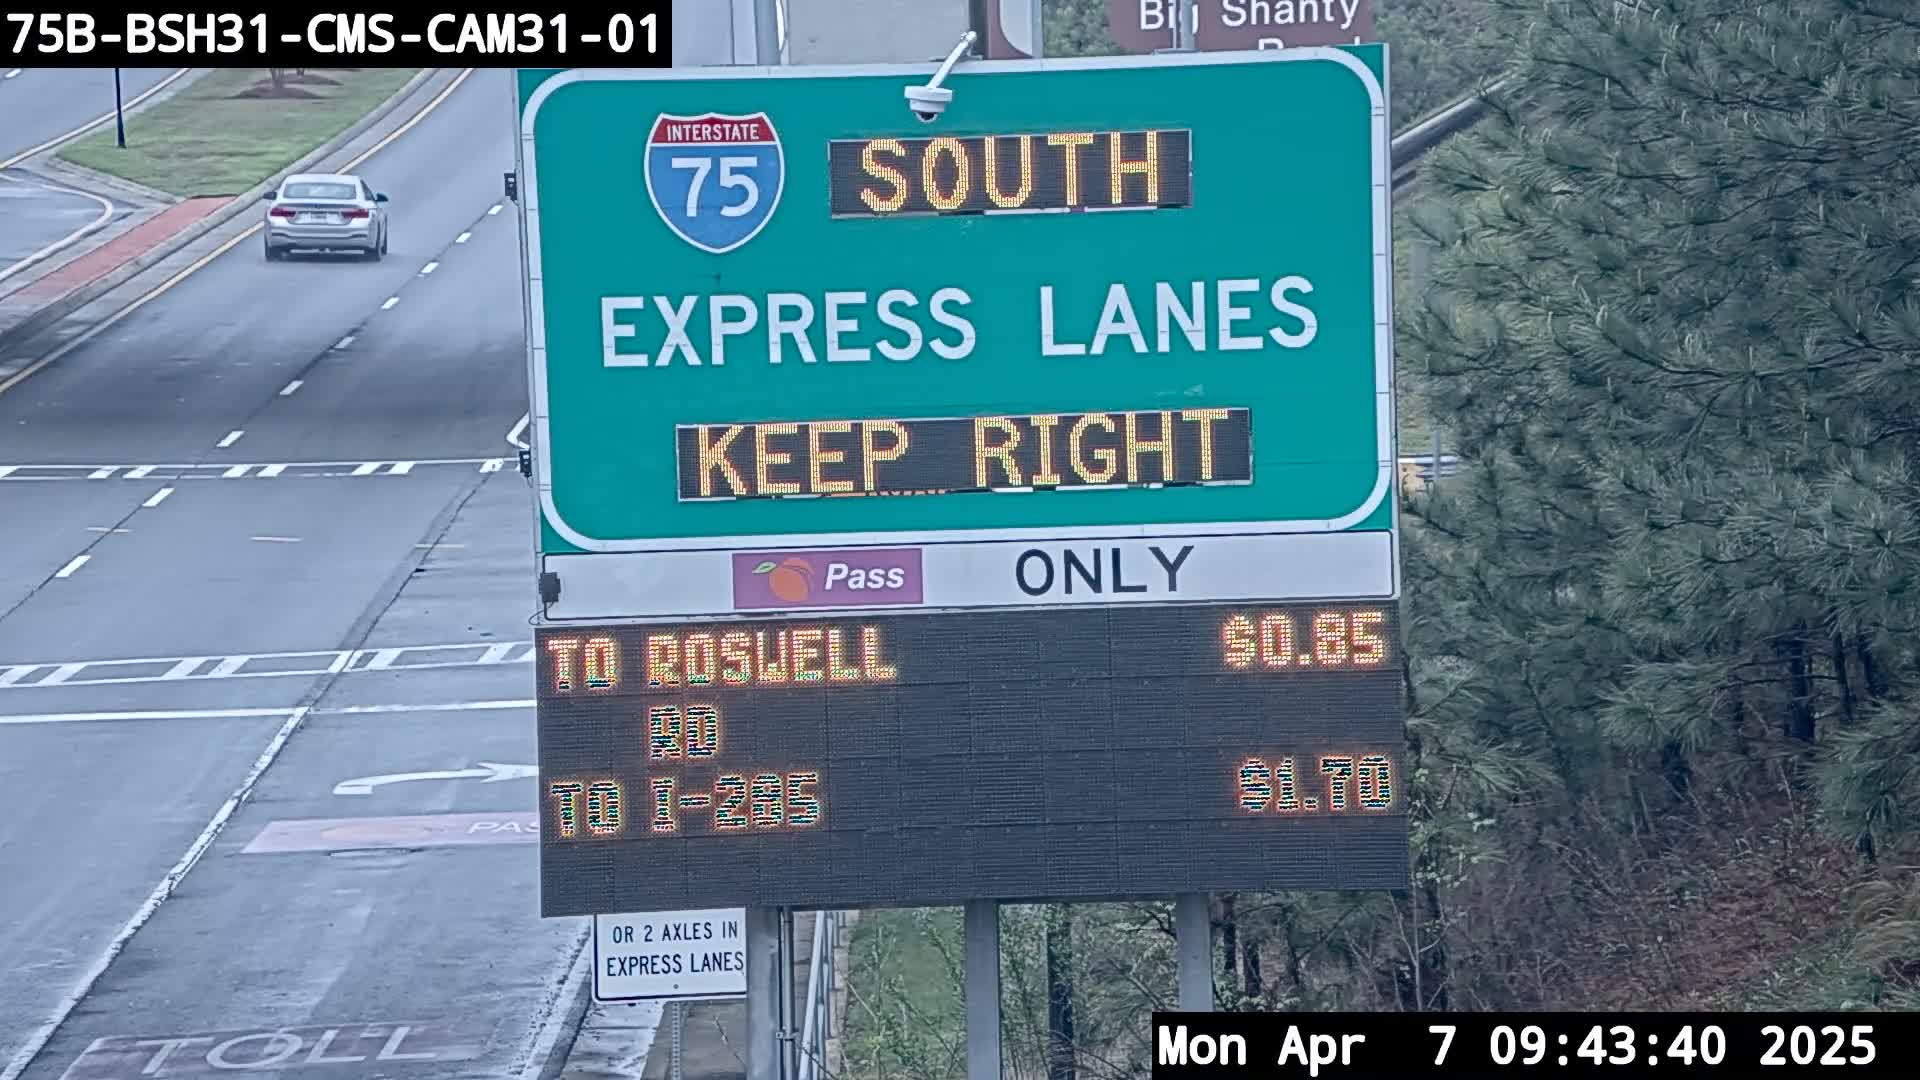 75B-BSH31-CMS-CAM31-01
Big Shanty
INTERSTATE
75
SOUTH
EXPRESS LANES
KEEP RIGHT
Pass
ONLY
TO ROSWELL $0.85
RD
TO I-285 $1.70
PAS
OR 2 AXLES IN
EXPRESS LANES
TOLL
Mon Apr 7 09:43:40 2025